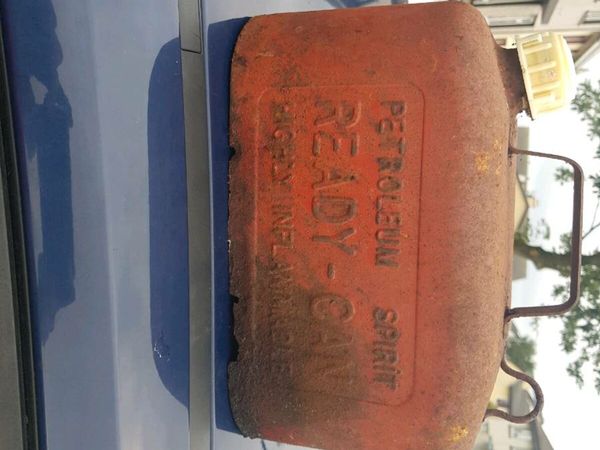 PETROLEUM SPIRIT
READY-CAN
HIGHLY INFLAMMABLE